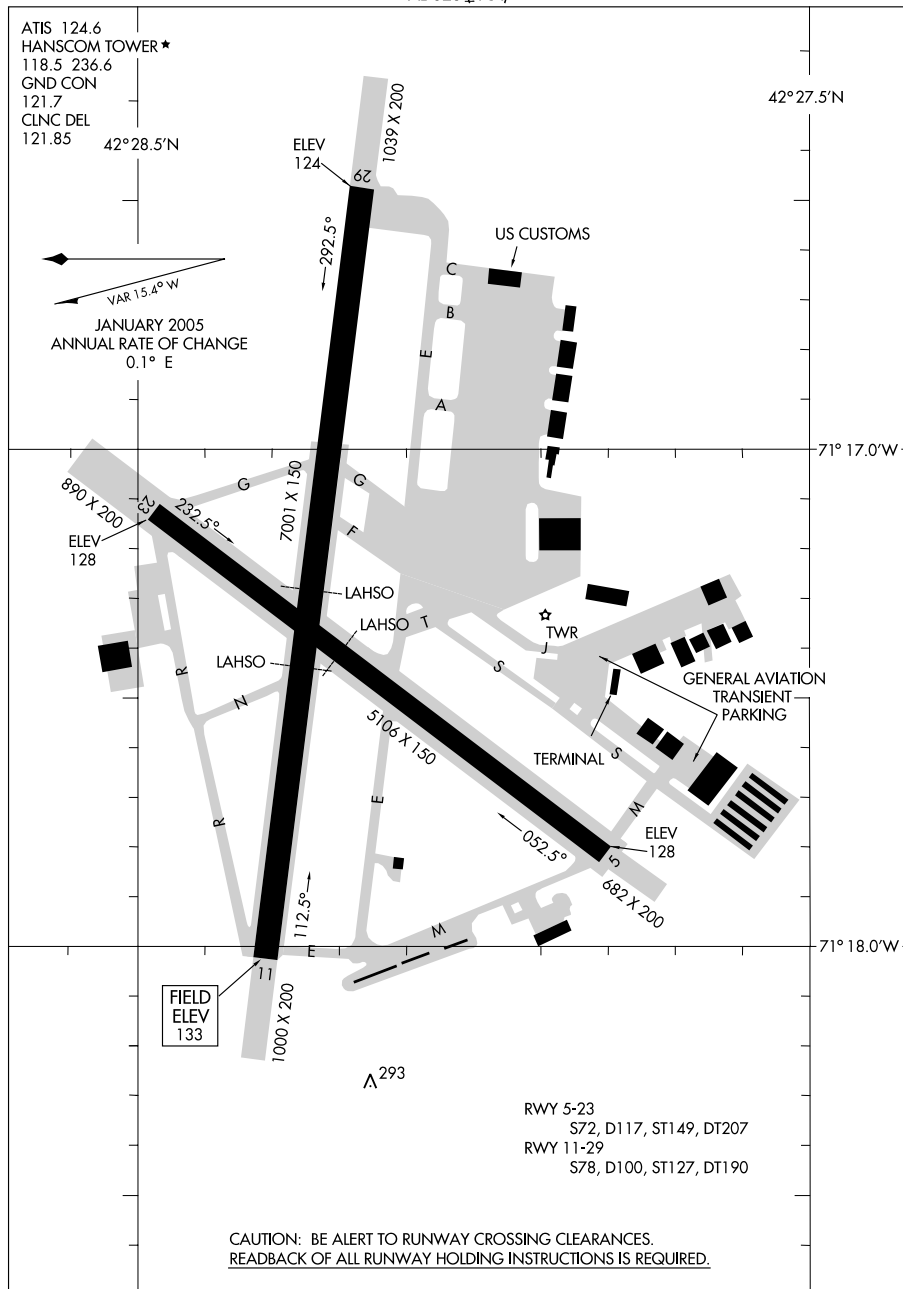 ATIS 124.6
HANSCOM TOWER★
118.5 236.6
GND CON
121.7
CLNC DEL
121.85
42°28.5'N
42°27.5'N
ELEV
124
29
1039 X 200
292.5°
US CUSTOMS
C
B
E
A
VAR 15.4° W
JANUARY 2005
ANNUAL RATE OF CHANGE
0.1° E
71° 17.0'W
890 X 200
23
232.5°
ELEV
128
G
G
F
7001 X 150
LAHSO
LAHSO
LAHSO
T
TWR
J
S
S
R
N
R
5106 X 150
GENERAL AVIATION
TRANSIENT
PARKING
TERMINAL
E
M
052.5°
ELEV
128
5
682 X 200
112.5°
E
M
71° 18.0'W
11
FIELD
ELEV
133
1000 X 200
293
RWY 5-23
S72, D117, ST149, DT207
RWY 11-29
S78, D100, ST127, DT190
CAUTION: BE ALERT TO RUNWAY CROSSING CLEARANCES.
READBACK OF ALL RUNWAY HOLDING INSTRUCTIONS IS REQUIRED.